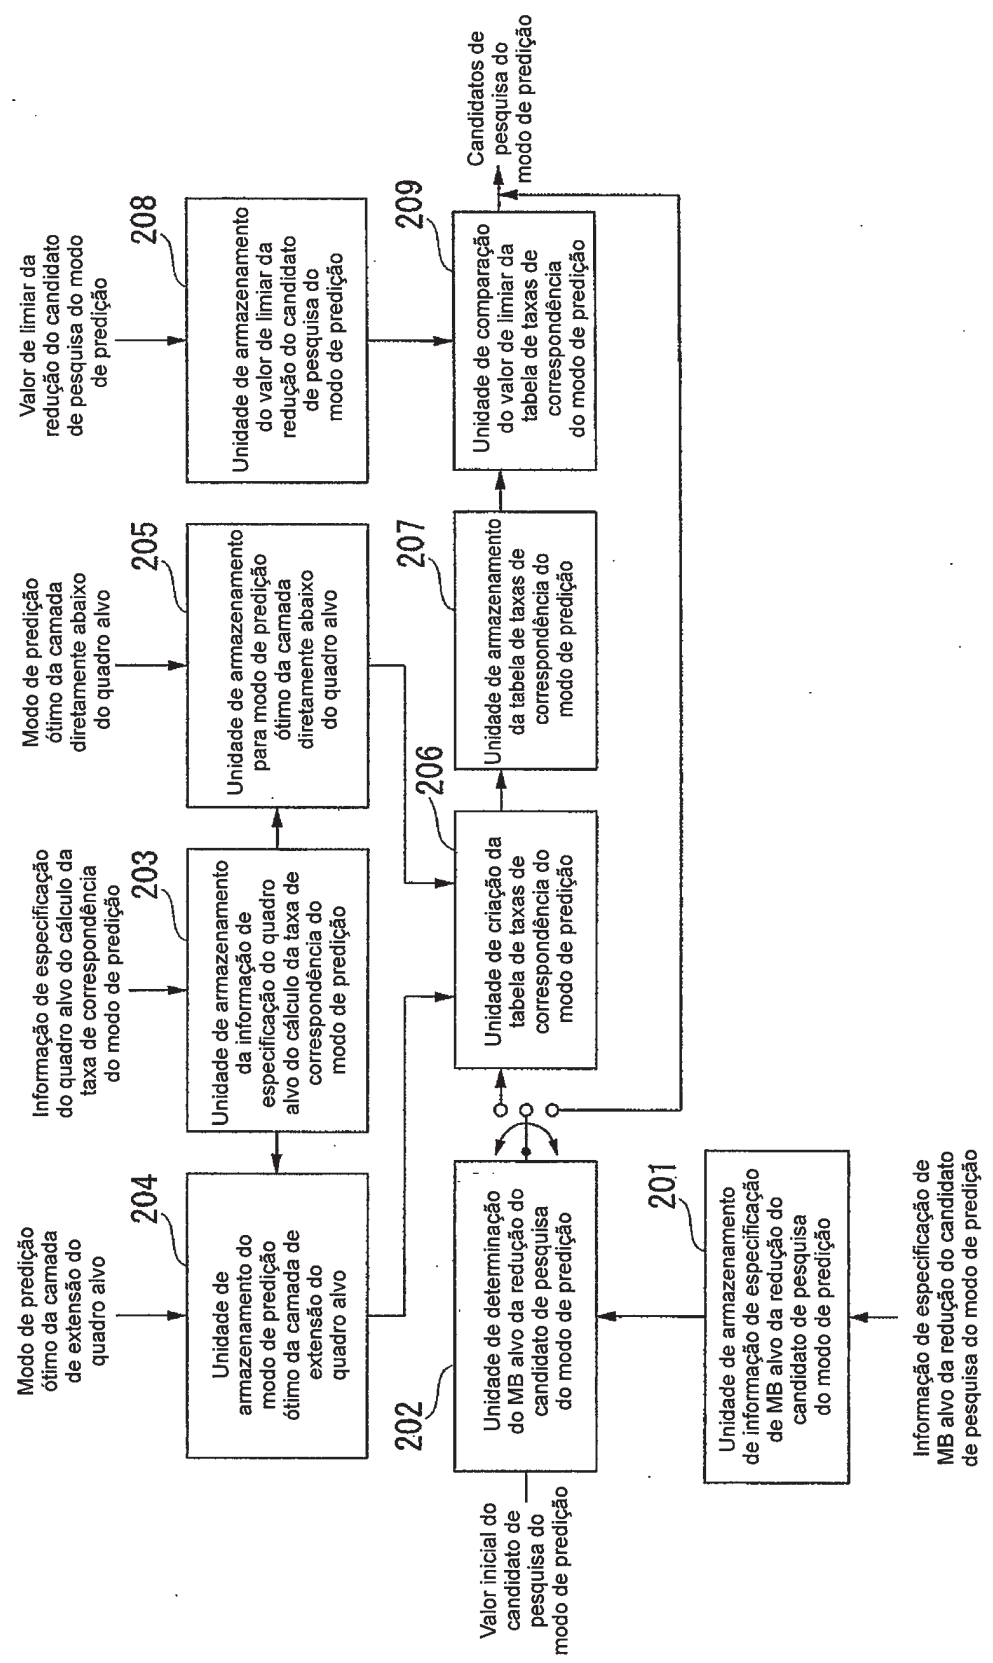 Modo de predição
ótimo da camada
de extensão do
quadro alvo
204
Unidade de
armazenamento do
modo de predição
ótimo da camada de
extensão do
quadro alvo
Informação de especificação
do quadro alvo do cálculo da
taxa de correspondência
do modo de predição
203
Unidade de armazenamento
da informação de
especificação do quadro
alvo do cálculo da taxa de
correspondência do
modo de predição
Modo de predição
ótimo da camada
diretamente abaixo
do quadro alvo
205
Unidade de armazenamento
para modo de predição
ótimo da camada
diretamente abaixo
do quadro alvo
Valor de limiar da
redução do candidato
de pesquisa do modo
de predição
208
Unidade de armazenamento
do valor de limiar da
redução do candidato
de pesquisa do
modo de predição
Valor inicial do
candidato de
pesquisa do
modo de predição
202
Unidade de determinação
do MB alvo da redução do
candidato de pesquisa
do modo de predição
206
Unidade de criação da
tabela de taxas de
correspondência do
modo de predição
207
Unidade de armazenamento
da tabela de taxas de
correspondência do
modo de predição
209
Unidade de comparação
do valor de limiar da
tabela de taxas de
correspondência
do modo de predição
Candidatos de
pesquisa do
modo de predição
201
Unidade de armazenamento
de informação de especificação
de MB alvo da redução do
candidato de pesquisa
do modo de predição
Informação de especificação de
MB alvo da redução do candidato
de pesquisa do modo de predição